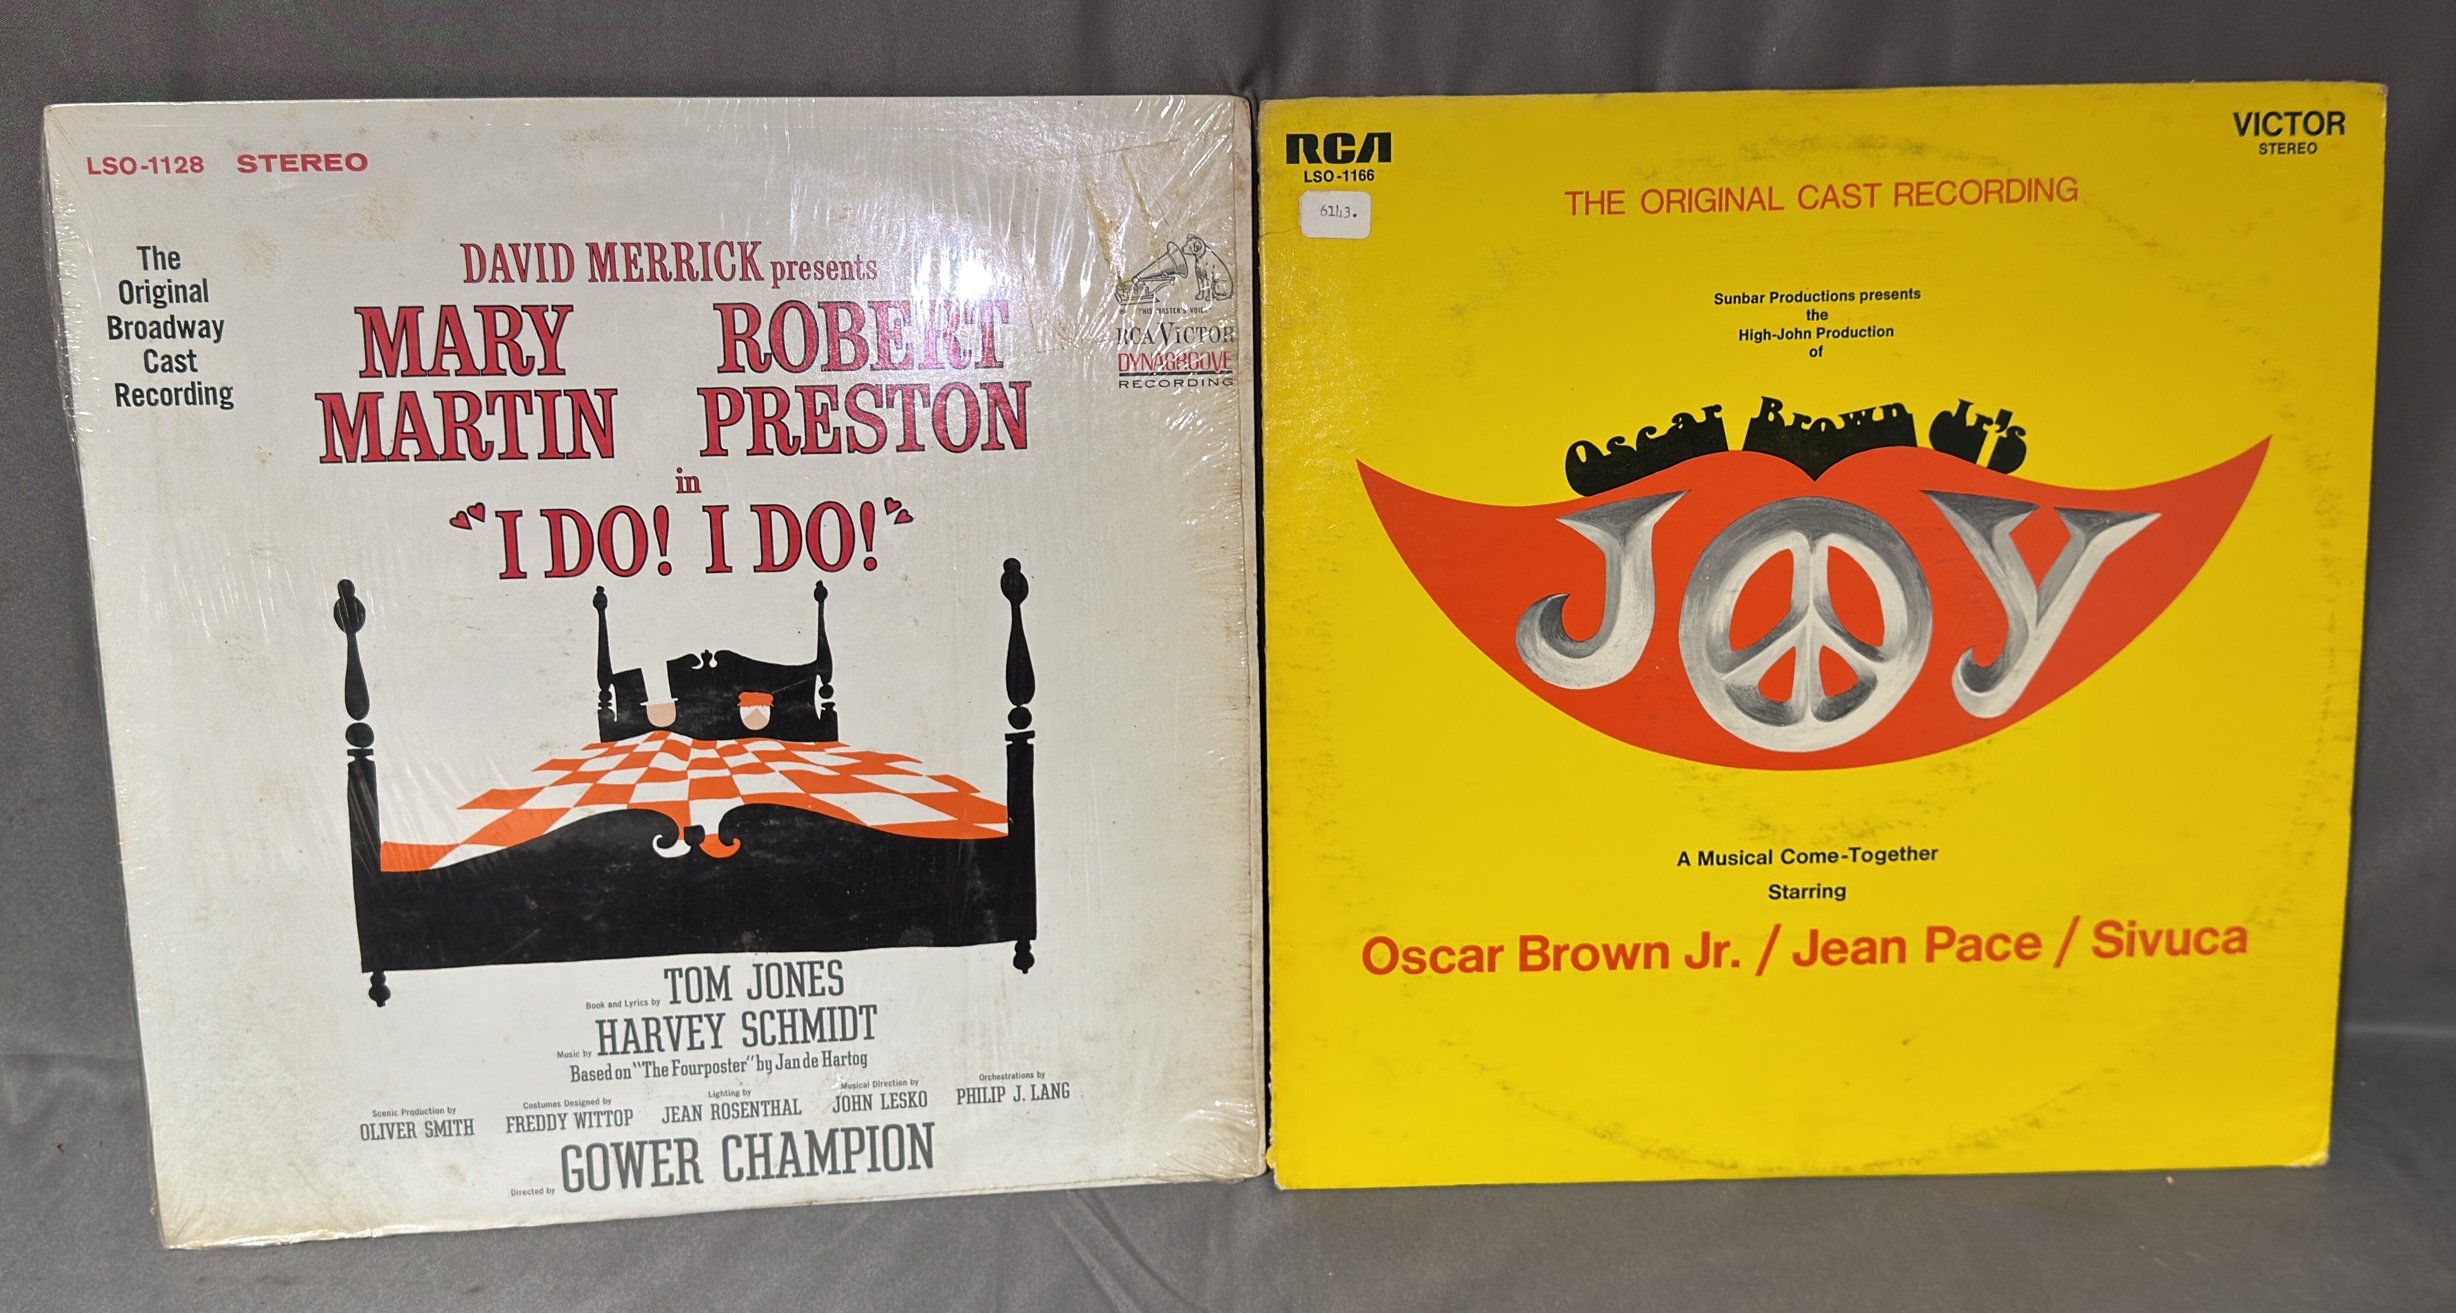 LSO-1128 STEREO
The
Original
Broadway
Cast
Recording
DAVID MERRICK presents
MARY ROBERT
MARTIN PRESTON
in
"I DO! I DO!"
"HIS MASTER'S VOICE"
RCA VICTOR
DYNAGROOVE
RECORDING
Book and Lyrics by TOM JONES
Music by HARVEY SCHMIDT
Based on "The Fourposter" by Jan de Hartog
Scenic Production by
OLIVER SMITH
Costumes Designed by
FREDDY WITTOP
Lighting by
JEAN ROSENTHAL
Musical Direction by
JOHN LESKO
Orchestrations by
PHILIP J. LANG
Directed by GOWER CHAMPION
RCA
LSO-1166
6143.
VICTOR
STEREO
THE ORIGINAL CAST RECORDING
Sunbar Productions presents
the
High-John Production
of
Oscar Brown Jr's
JOY
A Musical Come-Together
Starring
Oscar Brown Jr. / Jean Pace / Sivuca